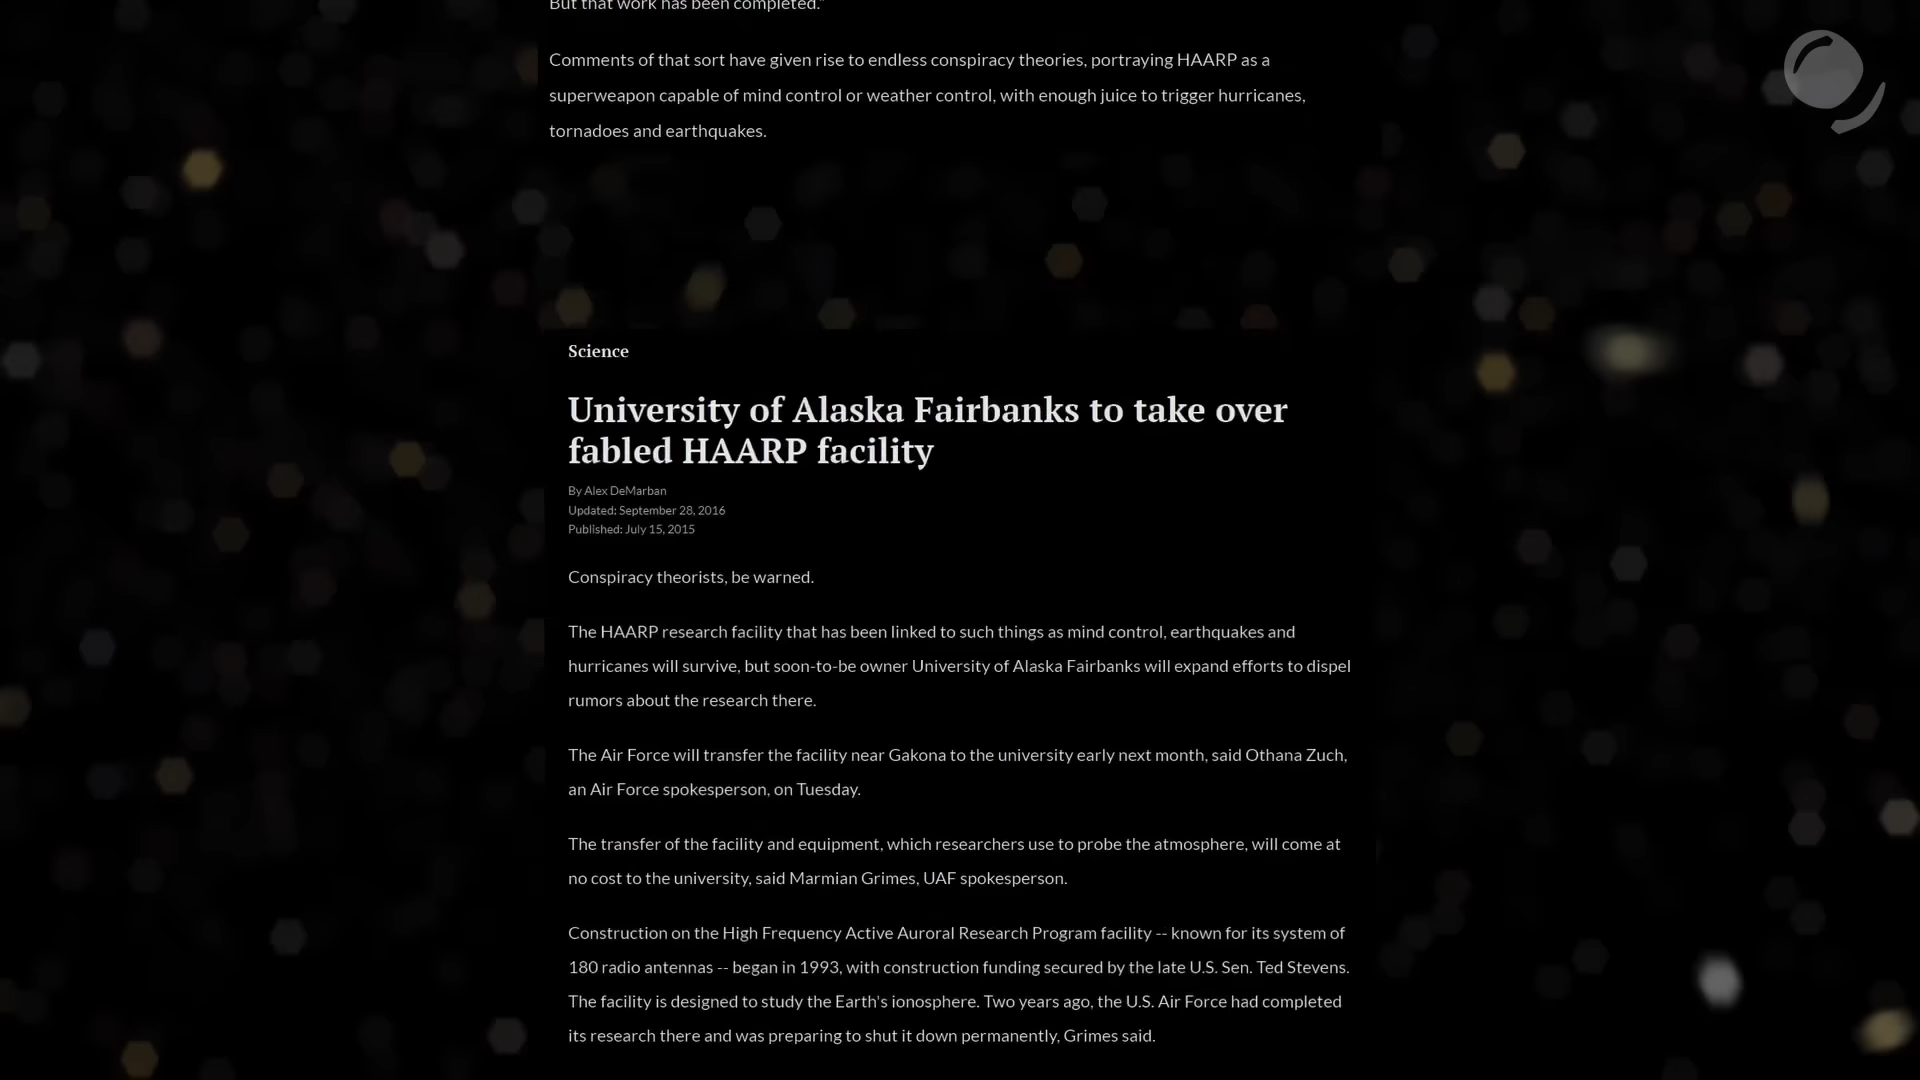 But that work has been completed."
Comments of that sort have given rise to endless conspiracy theories, portraying HAARP as a
superweapon capable of mind control or weather control, with enough juice to trigger hurricanes,
tornadoes and earthquakes.
Science
University of Alaska Fairbanks to take over
fabled HAARP facility
By Alex DeMarban
Updated: September 28, 2016
Published: July 15, 2015
Conspiracy theorists, be warned.
The HAARP research facility that has been linked to such things as mind control, earthquakes and
hurricanes will survive, but soon-to-be owner University of Alaska Fairbanks will expand efforts to dispel
rumors about the research there.
The Air Force will transfer the facility near Gakona to the university early next month, said Othana Zuch,
an Air Force spokesperson, on Tuesday.
The transfer of the facility and equipment, which researchers use to probe the atmosphere, will come at
no cost to the university, said Marmian Grimes, UAF spokesperson.
Construction on the High Frequency Active Auroral Research Program facility -- known for its system of
180 radio antennas -- began in 1993, with construction funding secured by the late U.S. Sen. Ted Stevens.
The facility is designed to study the Earth's ionosphere. Two years ago, the U.S. Air Force had completed
its research there and was preparing to shut it down permanently, Grimes said.